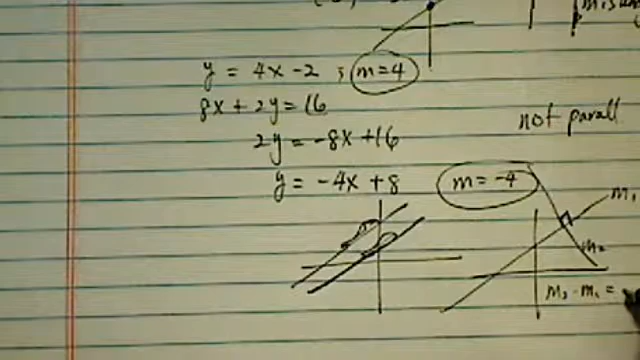 y = 4x - 2 ; m = 4
8x + 2y = 16
2y = -8x + 16
not parall
y = -4x + 8
m = -4
m₁
m₂
m₂ · m₁ =